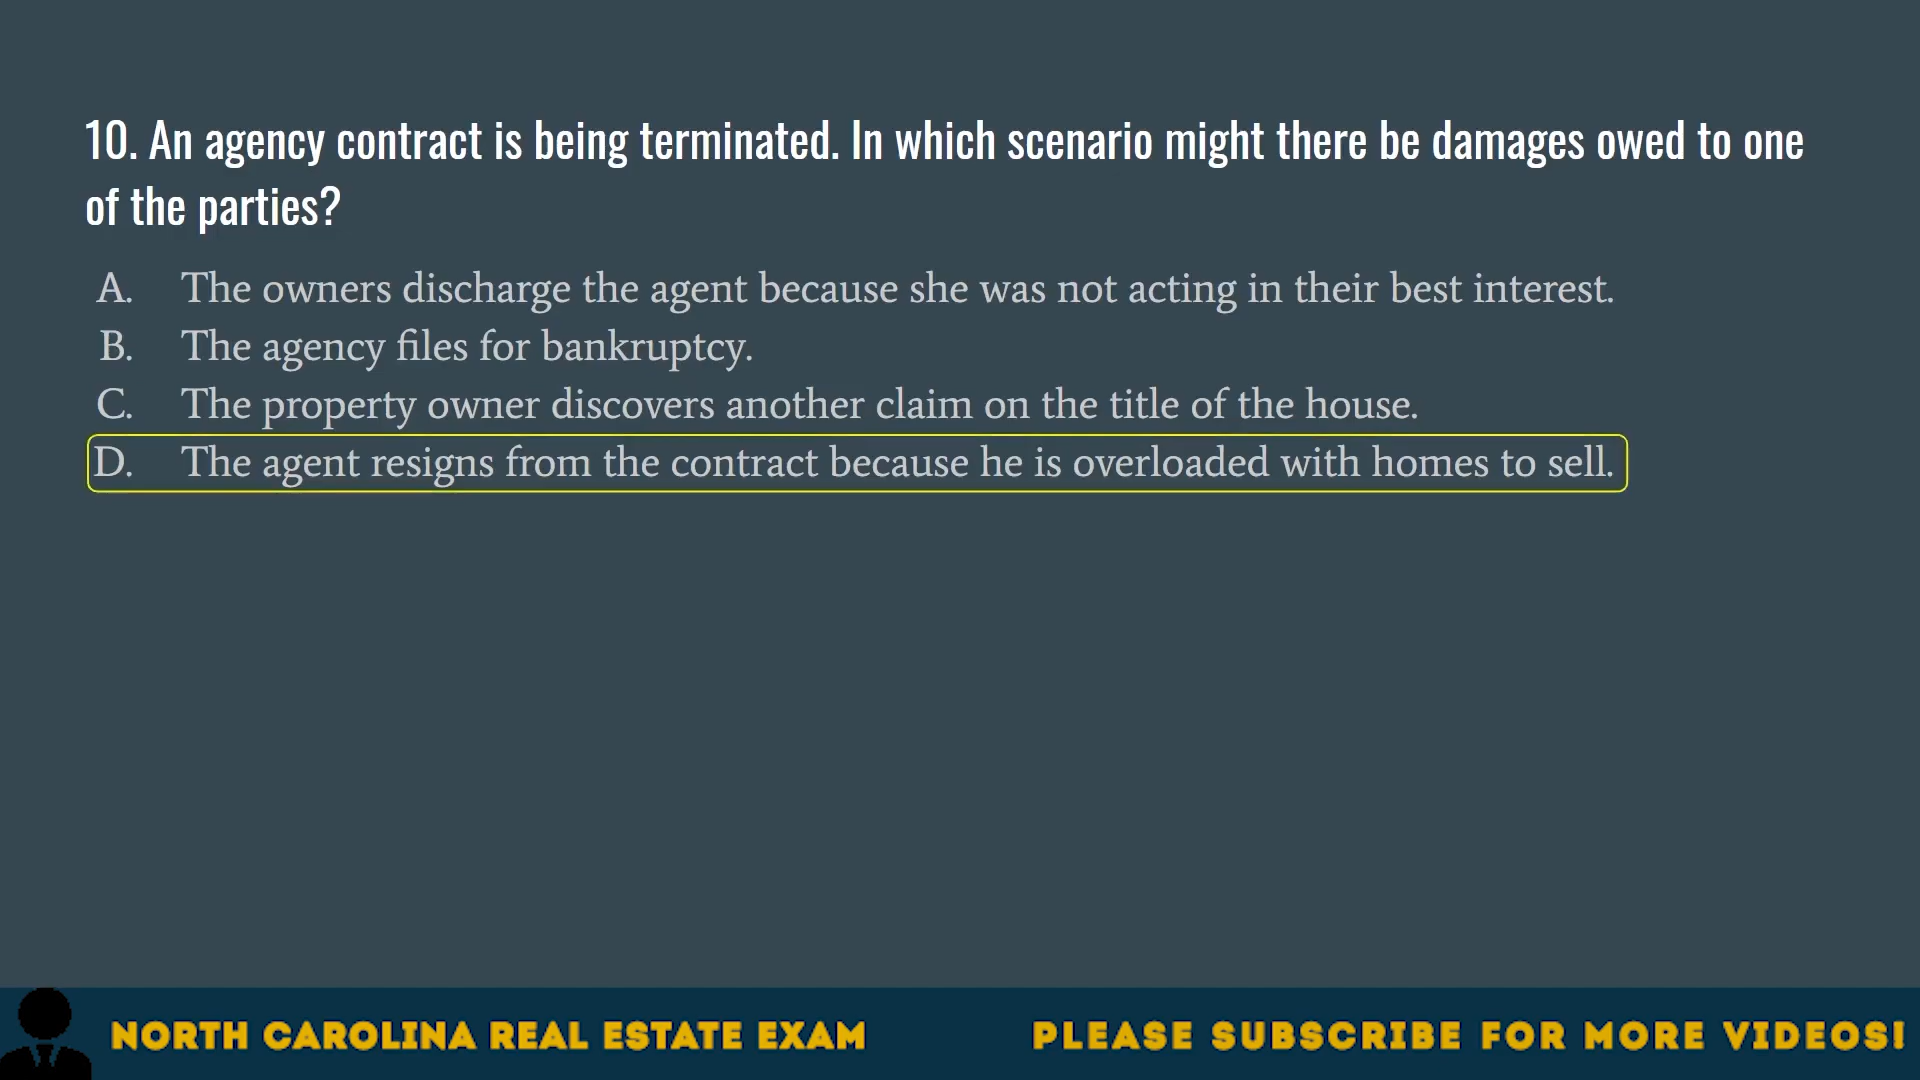 10. An agency contract is being terminated. In which scenario might there be damages owed to one
of the parties?
A. The owners discharge the agent because she was not acting in their best interest.
B. The agency files for bankruptcy.
C. The property owner discovers another claim on the title of the house.
D. The agent resigns from the contract because he is overloaded with homes to sell.
NORTH CAROLINA REAL ESTATE EXAM
PLEASE SUBSCRIBE FOR MORE VIDEOS!